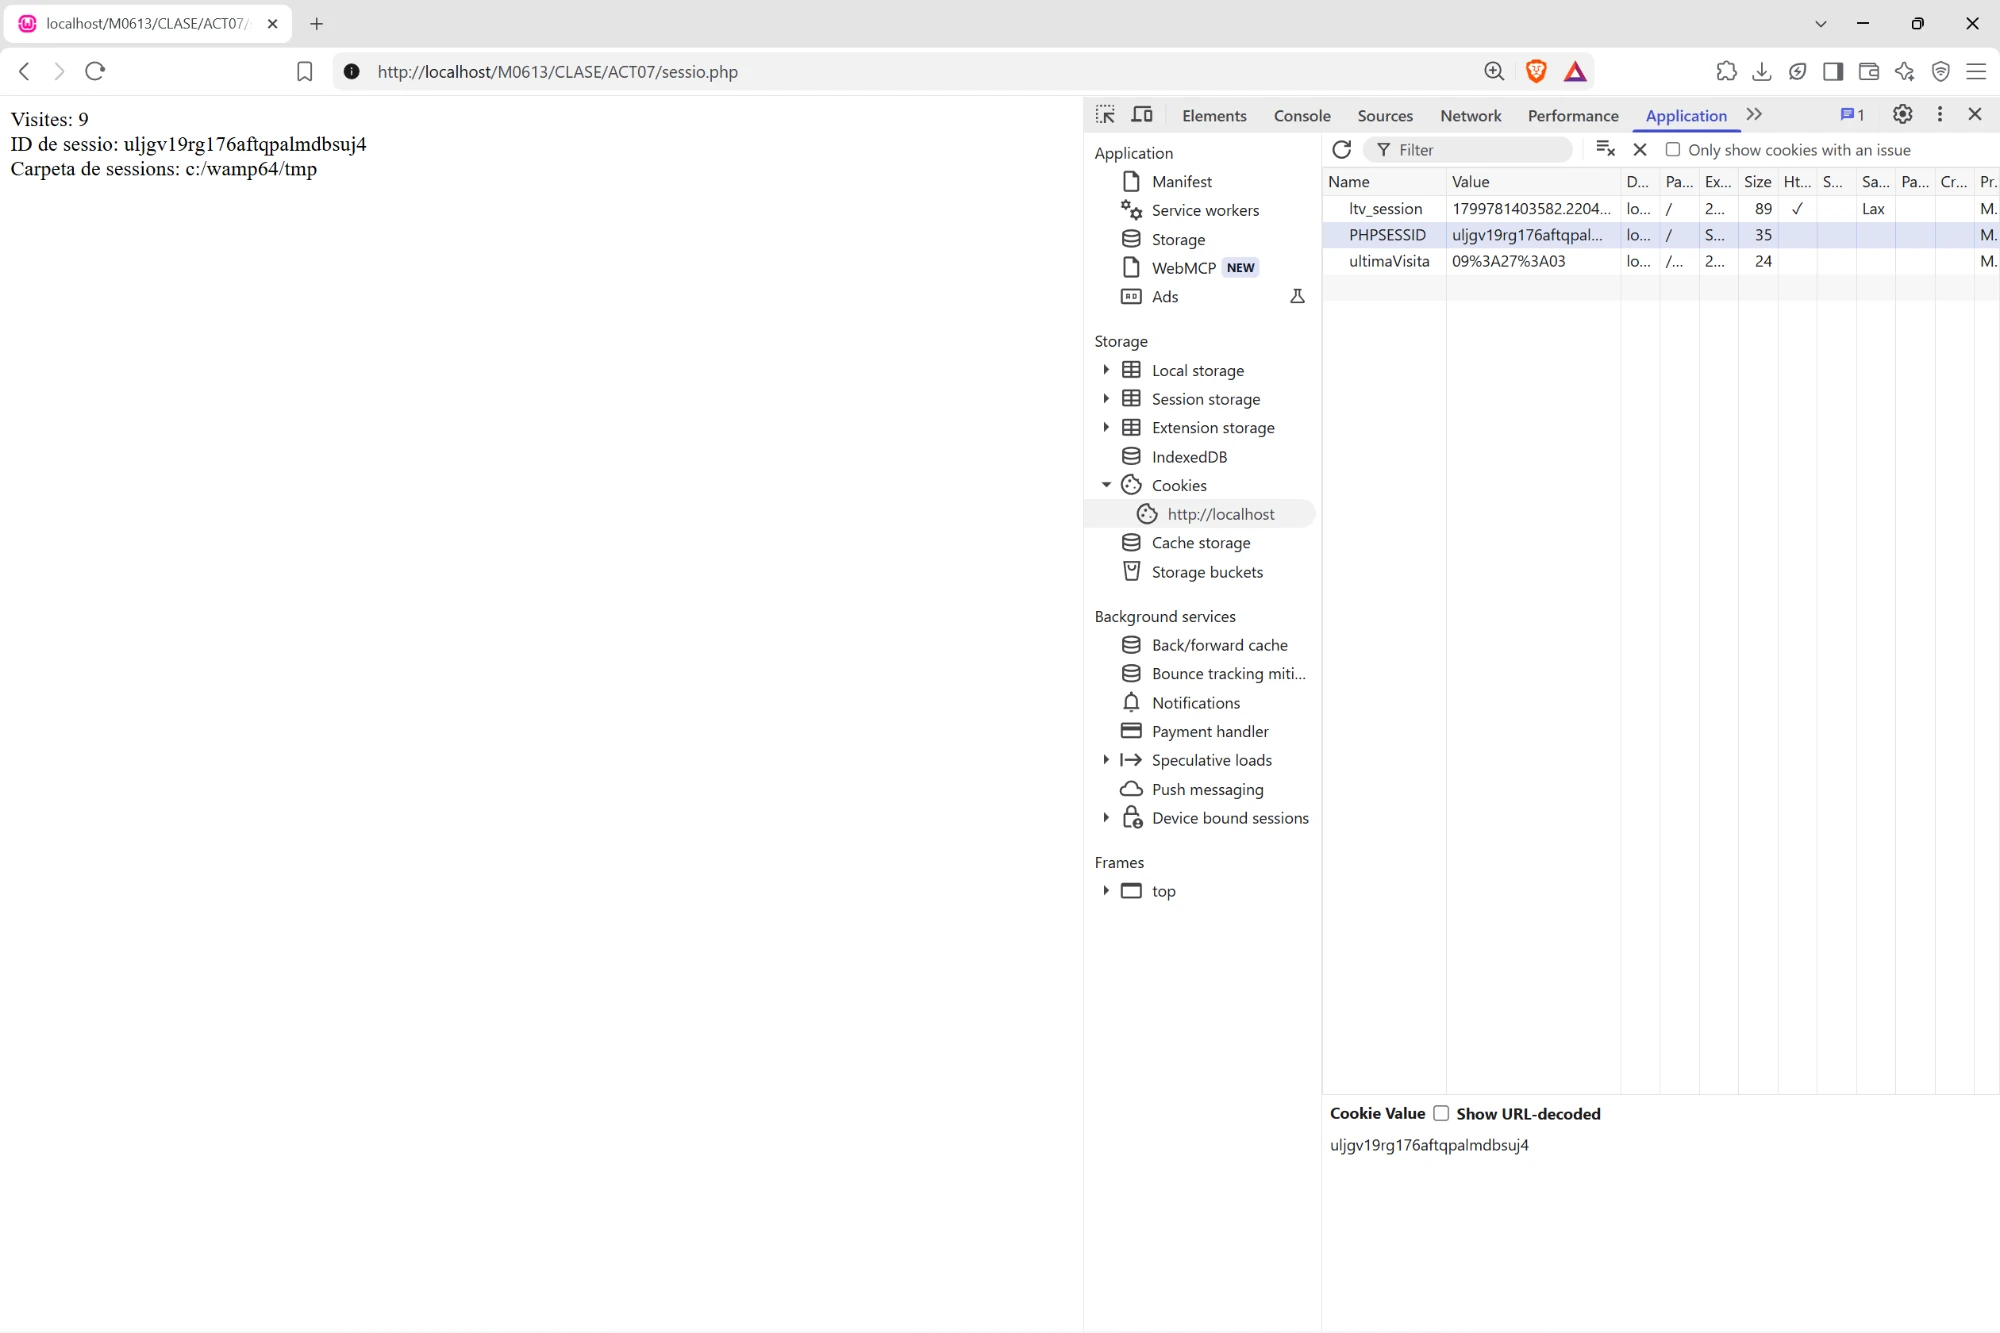 localhost/M0613/CLASE/ACT07/
http://localhost/M0613/CLASE/ACT07/sessio.php
Visites: 9
ID de sessio: uljgv19rg176aftqpalmdbsuj4
Carpeta de sessions: c:/wamp64/tmp
Elements Console Sources Network Performance Application 1
Application
Manifest
Service workers
Storage
WebMCP NEW
Ads
Storage
Local storage
Session storage
Extension storage
IndexedDB
Cookies
http://localhost
Cache storage
Storage buckets
Background services
Back/forward cache
Bounce tracking miti...
Notifications
Payment handler
Speculative loads
Push messaging
Device bound sessions
Frames
top
Filter Only show cookies with an issue
Name Value D... Pa... Ex... Size Ht... S... Sa... Pa... Cr... Pr.
ltv_session 1799781403582.2204... lo... / 2... 89 ✓ Lax M.
PHPSESSID uljgv19rg176aftqpal... lo... / S... 35 M.
ultimaVisita 09%3A27%3A03 lo... /... 2... 24 M.
Cookie Value Show URL-decoded
uljgv19rg176aftqpalmdbsuj4